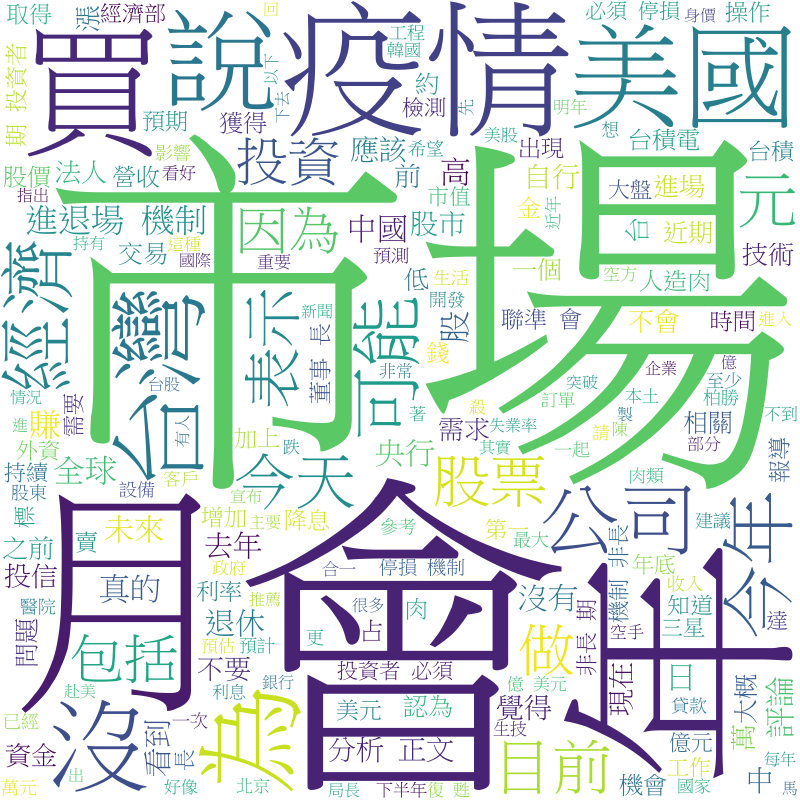 取得
漲
經濟部
回
工程
韓國
必須 停損
身價
操作
買
說
疫情
美國
期 投資者
預期
獲得
約
檢測
以下
下去
先
明年
美股
想
台積電
台積
法人
影響
投資
應該
希望
出現
股價
營收
看好
前
高
市值
自行
大盤
進場
元
指出
進退場 機制
因為
中國
股市
金
近年
台
近期
技術
持有
交易
這種
國際
重要
預測
低
生活
一個
空方
人造肉
經濟
市場
台灣
表示
新聞
可能
開發
股
聯準 會
不會
時間
進入
董事 長
非常
錢
企業
億
至少
台股
著
殺
突破
本土
柏勝
情況
需要
賺
需求
失業率
訂單
製
請
陳
相關
不到
進
有人
加上
跌
其實
一起
部分
外資
持續
全球
今天
央行
股票
肉類
報導
股東
設備
客戶
宣布
標
增加
主要
降息
參考
第一
公司
建議
今年
未來
之前
賣
去年
最大
非長
年底
政府
合一
停損 機制
投信
真的
利率
月
會
年
沒有
機制
收入
知道
達
醫院
推薦
很多
肉
問題
退休
占
期
三星
包括
預估
預計
更
做
非長
空手
不要
投資者 必須
現在
口
大概
評論
沒
為
赴美
利息
銀行
億 美元
貸款
萬
已經
一次
看到
美元
認為
覺得
生技
資金
長
分析 正文
目前
億元
工作
中
每年
萬元
出
好像
北京
局長
下半年
復 甦
機會
國家
馬